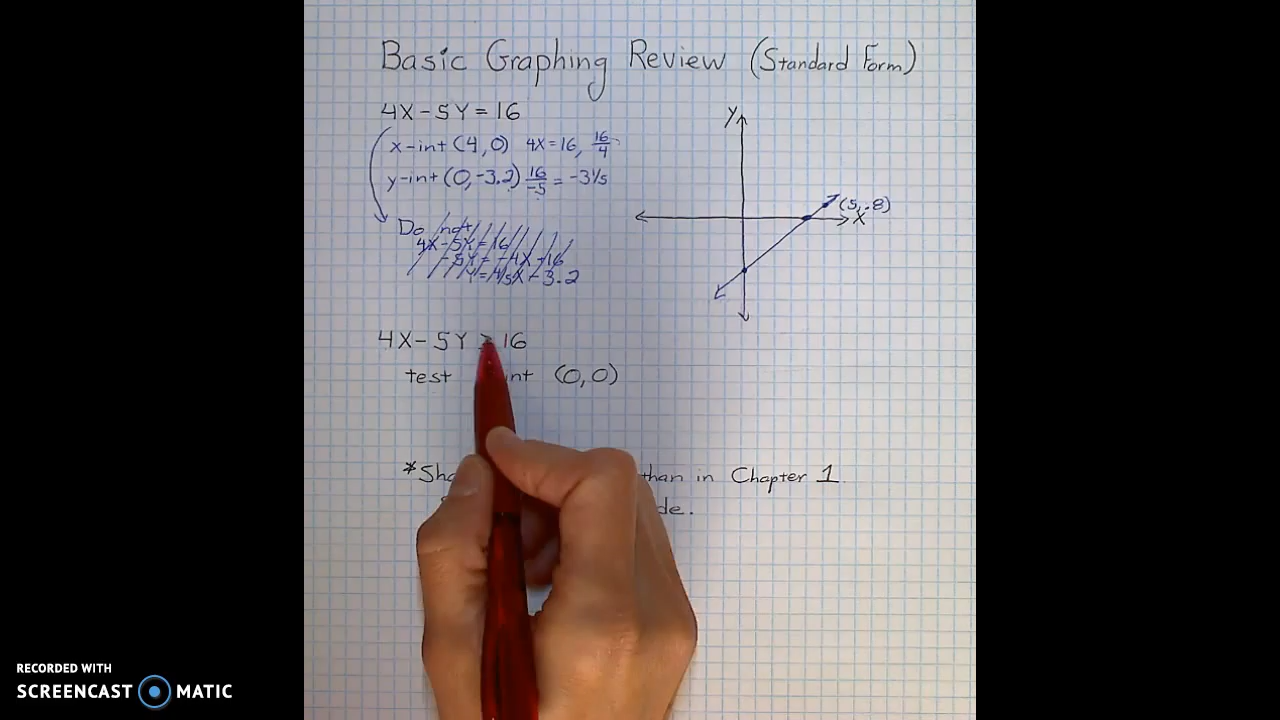 Basic Graphing Review (Standard Form)
4X - 5Y = 16
x-int (4, 0) 4X = 16, 16/4
y-int (0, -3.2) 16/-5 = -3 1/5
Do not
4X - 5Y = 16
-5Y = -4X + 16
Y = 4/5X - 3.2
Y
(5, .8)
X
4X - 5Y 16
test (0, 0)
* than in Chapter 1
RECORDED WITH
SCREENCAST MATIC